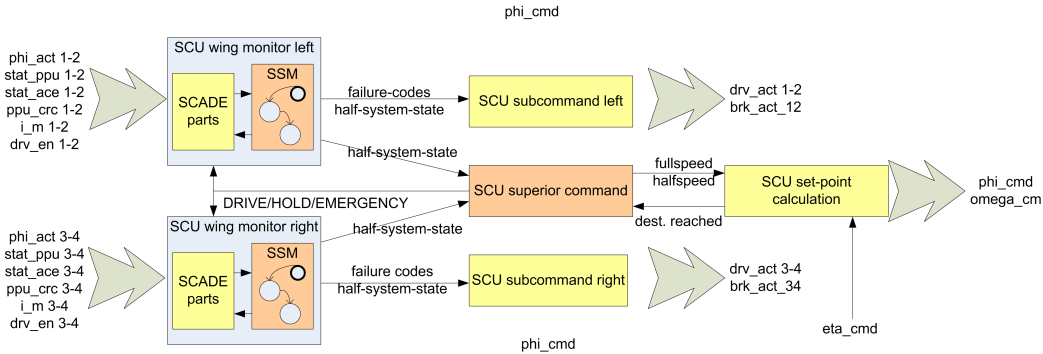 phi_cmd
phi_act 1-2
stat_ppu 1-2
stat_ace 1-2
ppu_crc 1-2
i_m 1-2
drv_en 1-2
SCU wing monitor left
SCADE
parts
SSM
failure-codes
half-system-state
SCU subcommand left
drv_act 1-2
brk_act_12
half-system-state
DRIVE/HOLD/EMERGENCY
SCU superior command
fullspeed
halfspeed
dest. reached
SCU set-point
calculation
phi_cmd
omega_cm
half-system-state
phi_act 3-4
stat_ppu 3-4
stat_ace 3-4
ppu_crc 3-4
i_m 3-4
drv_en 3-4
SCU wing monitor right
SCADE
parts
SSM
failure codes
half-system-state
SCU subcommand right
drv_act 3-4
brk_act_34
eta_cmd
phi_cmd